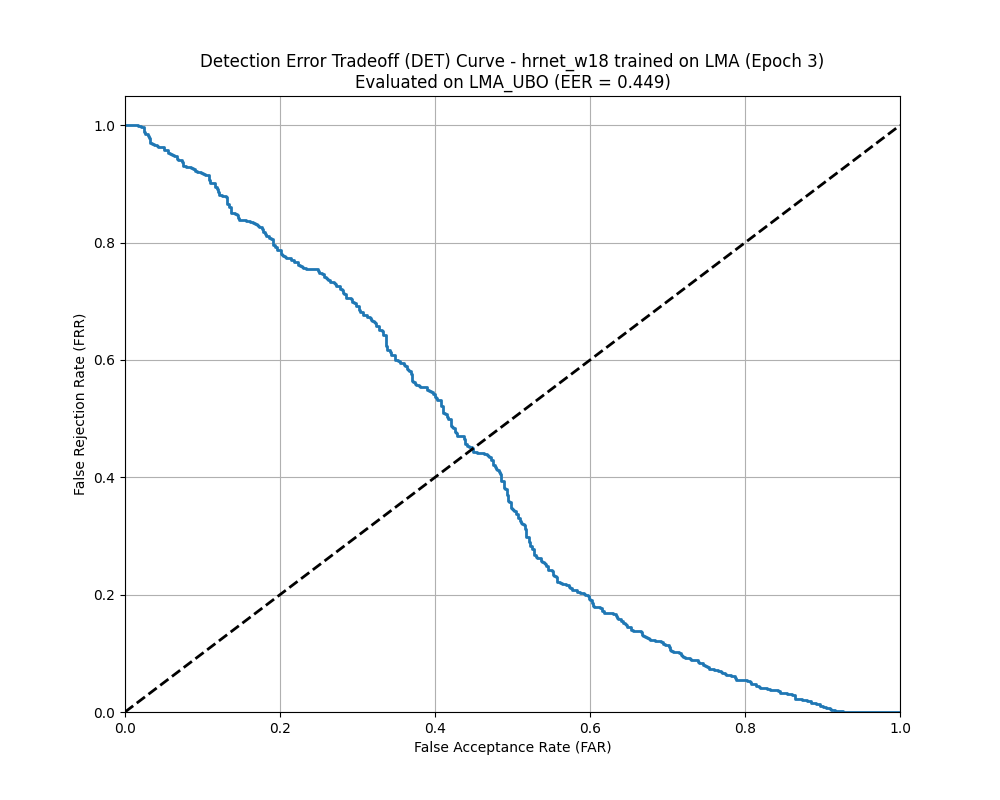 Detection Error Tradeoff (DET) Curve - hrnet_w18 trained on LMA (Epoch 3)
Evaluated on LMA_UBO (EER = 0.449)
False Rejection Rate (FRR)
1.0
0.8
0.6
0.4
0.2
0.0
0.0 0.2 0.4 0.6 0.8 1.0
False Acceptance Rate (FAR)